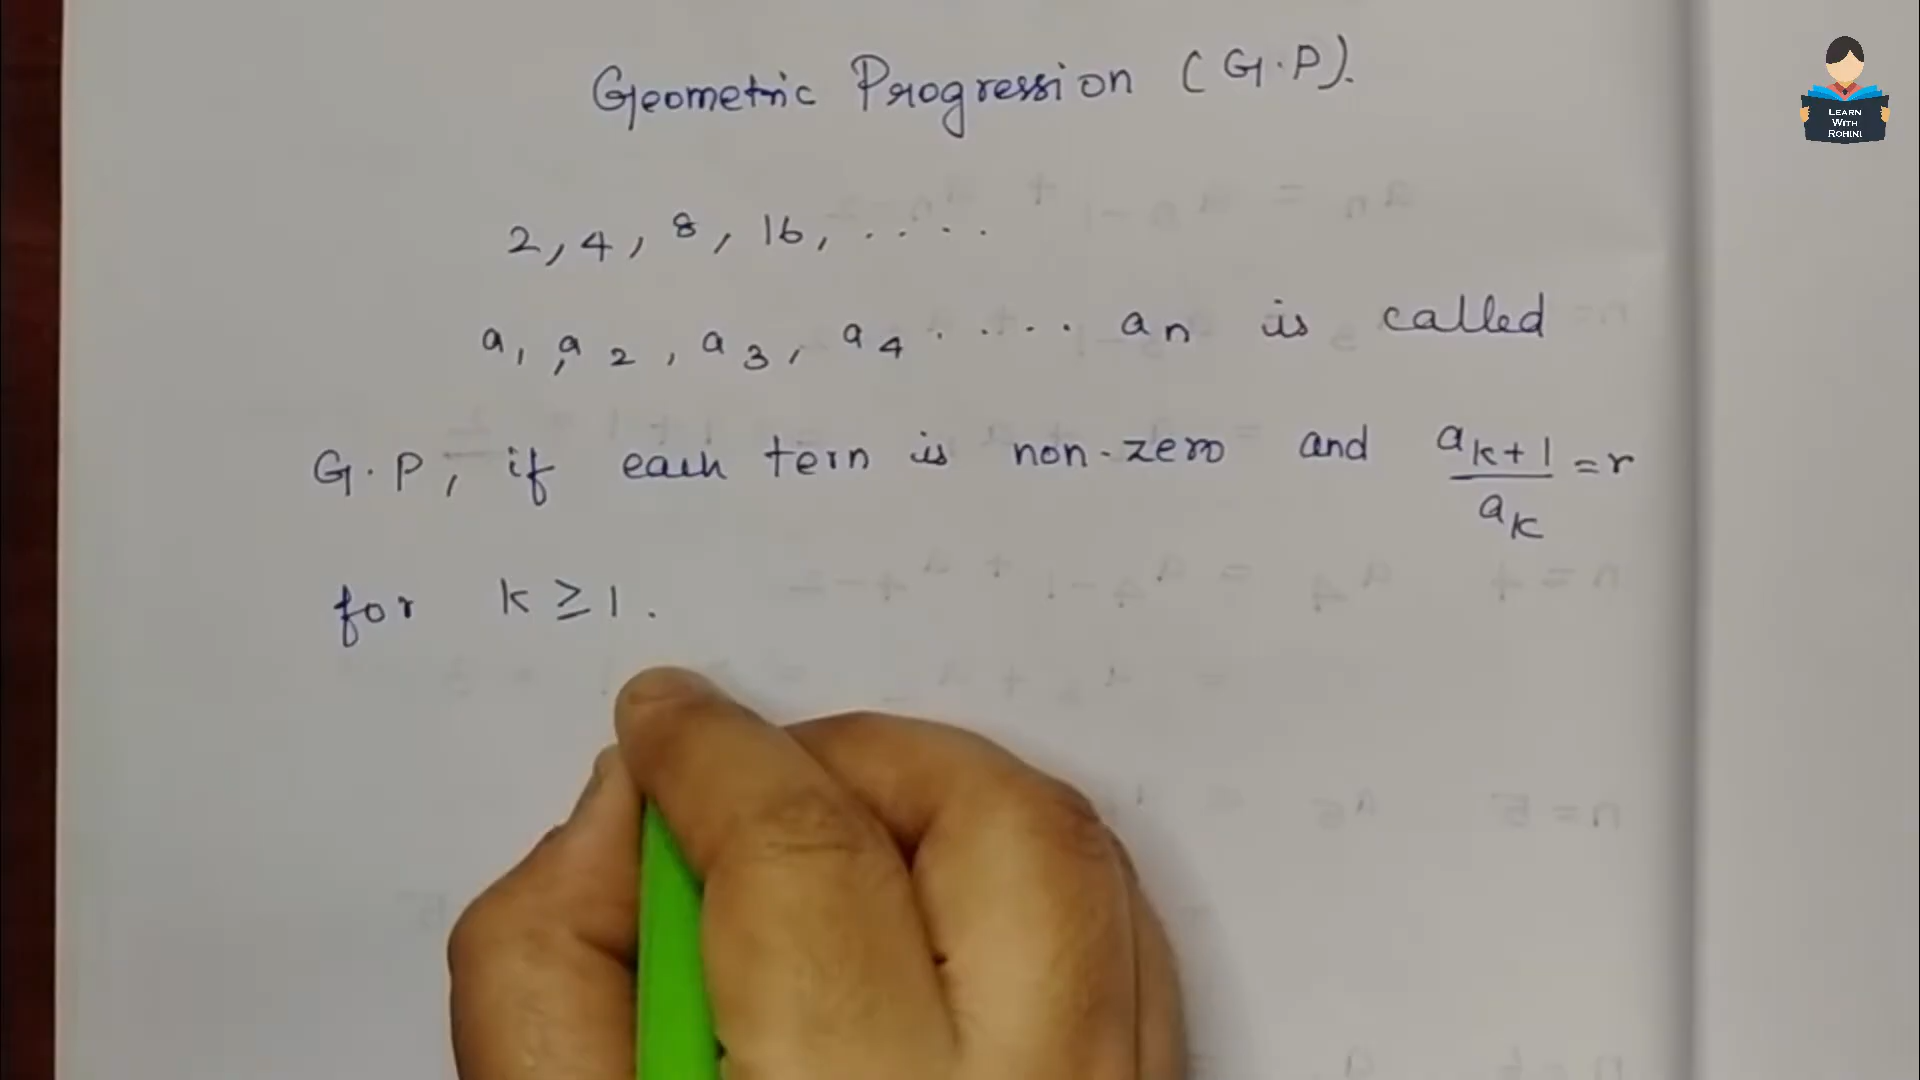 Geometric Progression (G.P).
2, 4, 8, 16, ....
a1, a2, a3, a4 .... an is called
G.P, if each term is non-zero and ak+1/ak = r
for k ≥ 1.
LEARN
WITH
ROHINI